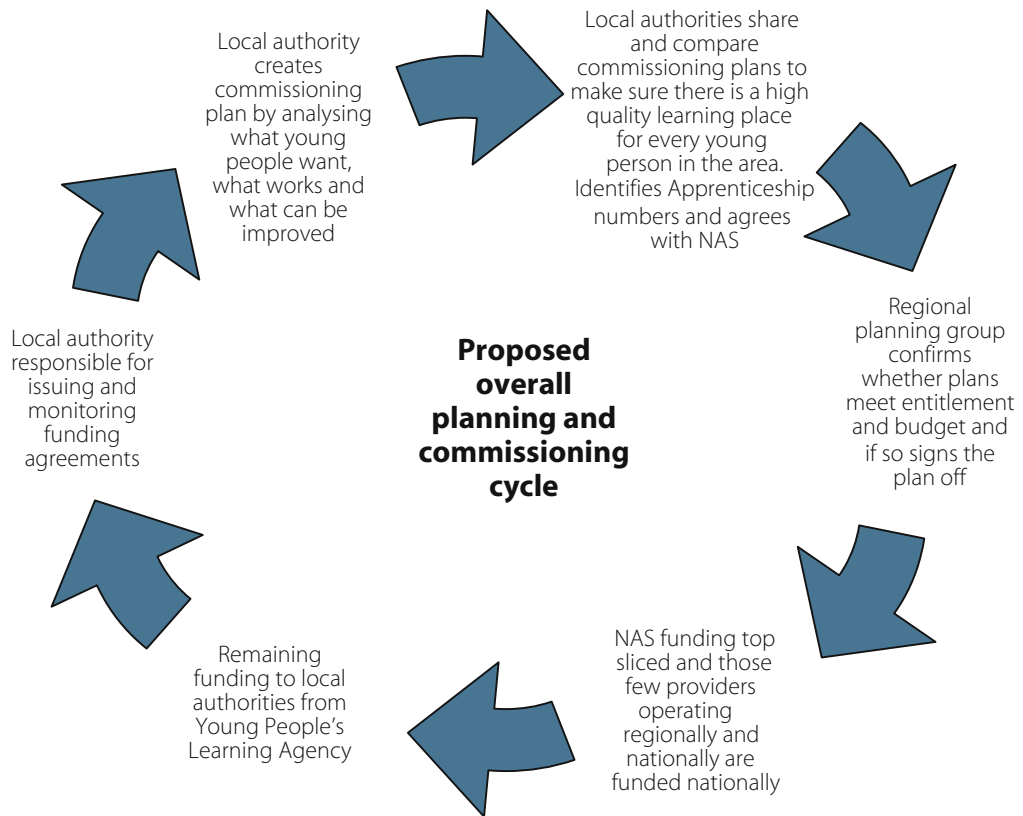 Local authority
creates
commissioning
plan by analysing
what young
people want,
what works and
what can be
improved
Local authorities share
and compare
commissioning plans to
make sure there is a high
quality learning place
for every young
person in the area.
Identifies Apprenticeship
numbers and agrees
with NAS
Regional
planning group
confirms
whether plans
meet entitlement
and budget and
if so signs the
plan off
NAS funding top
sliced and those
few providers
operating
regionally and
nationally are
funded nationally
Remaining
funding to local
authorities from
Young People's
Learning Agency
Local authority
responsible for
issuing and
monitoring
funding
agreements
Proposed
overall
planning and
commissioning
cycle